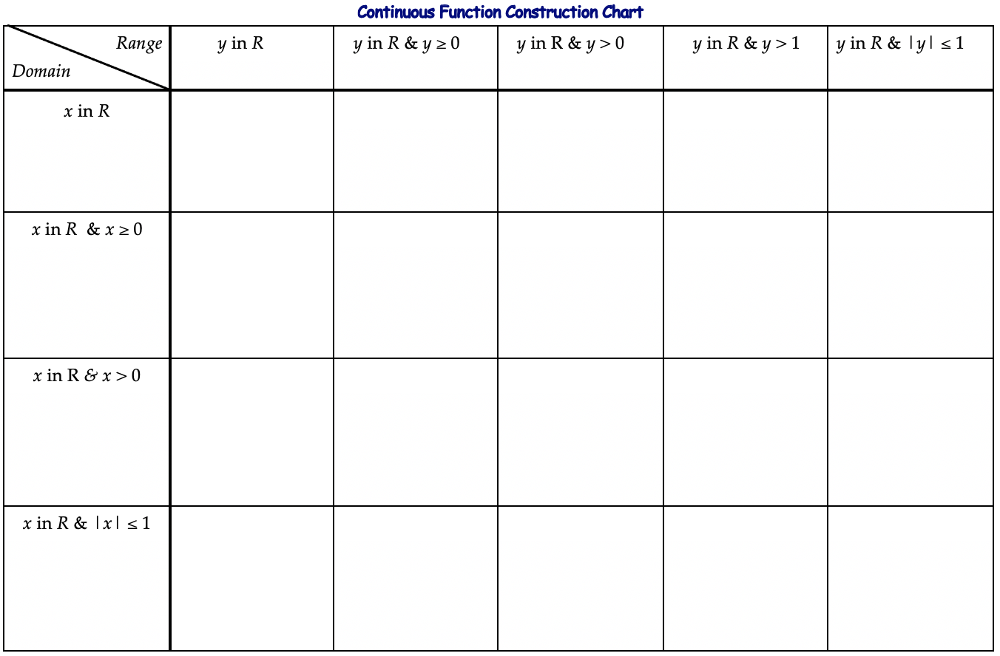 Continuous Function Construction Chart
Range
Domain
y in R
y in R & y ≥ 0
y in R & y > 0
y in R & y > 1
y in R & |y| ≤ 1
x in R
x in R & x ≥ 0
x in R & x > 0
x in R & |x| ≤ 1